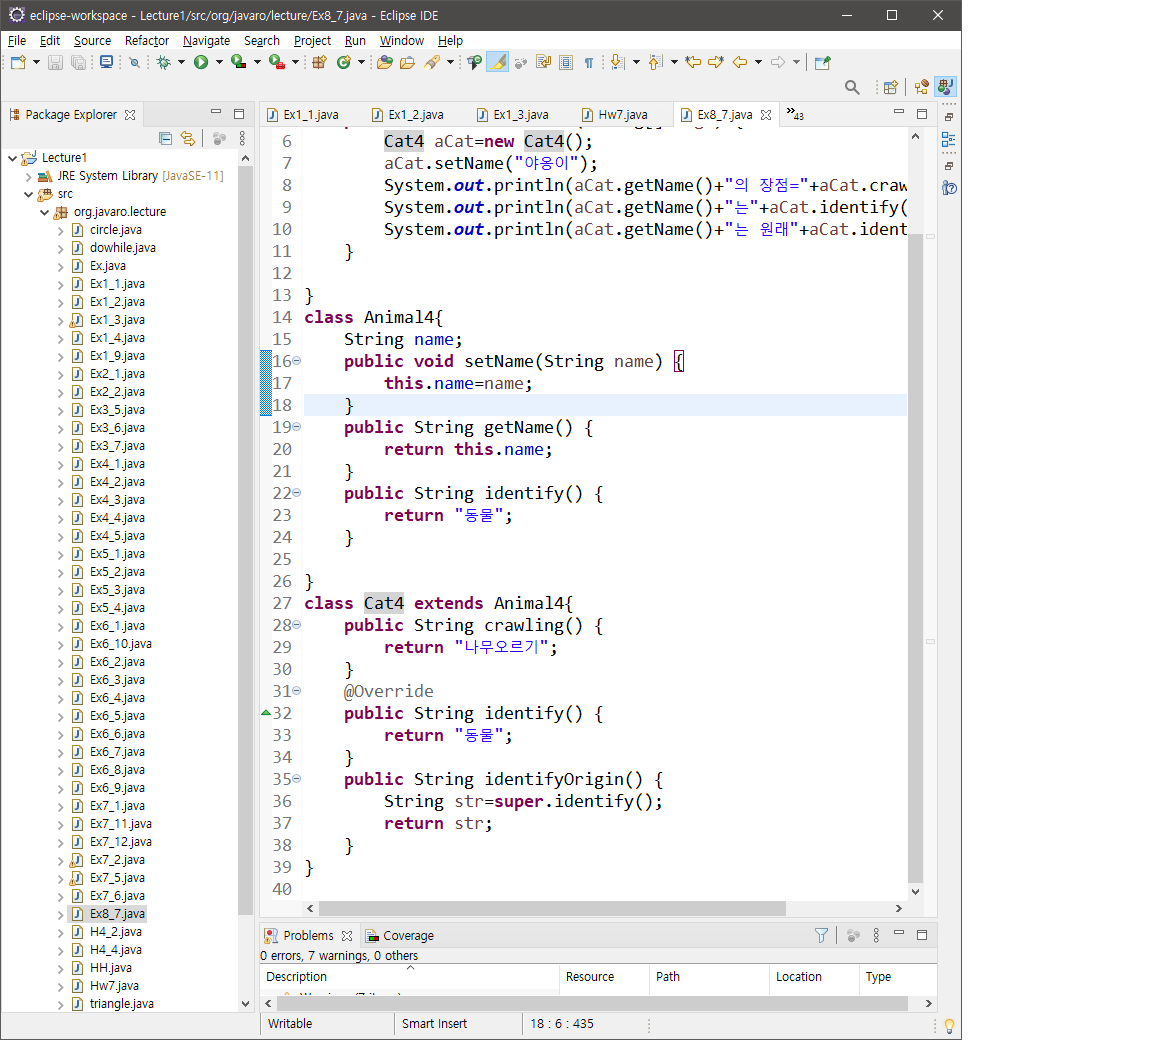 eclipse-workspace - Lecture1/src/org/javaro/lecture/Ex8_7.java - Eclipse IDE
File Edit Source Refactor Navigate Search Project Run Window Help
Package Explorer
Lecture1
JRE System Library [JavaSE-11]
src
org.javaro.lecture
circle.java
dowhile.java
Ex.java
Ex1_1.java
Ex1_2.java
Ex1_3.java
Ex1_4.java
Ex1_9.java
Ex2_1.java
Ex2_2.java
Ex3_5.java
Ex3_6.java
Ex3_7.java
Ex4_1.java
Ex4_2.java
Ex4_3.java
Ex4_4.java
Ex4_5.java
Ex5_1.java
Ex5_2.java
Ex5_3.java
Ex5_4.java
Ex6_1.java
Ex6_10.java
Ex6_2.java
Ex6_3.java
Ex6_4.java
Ex6_5.java
Ex6_6.java
Ex6_7.java
Ex6_8.java
Ex6_9.java
Ex7_1.java
Ex7_11.java
Ex7_12.java
Ex7_2.java
Ex7_5.java
Ex7_6.java
Ex8_7.java
H4_2.java
H4_4.java
HH.java
Hw7.java
triangle.java
Ex1_1.java Ex1_2.java Ex1_3.java Hw7.java Ex8_7.java »43
6 Cat4 aCat=new Cat4();
7 aCat.setName("야옹이");
8 System.out.println(aCat.getName()+"의 장점="+aCat.craw
9 System.out.println(aCat.getName()+"는"+aCat.identify(
10 System.out.println(aCat.getName()+"는 원래"+aCat.ident
11 }
12
13 }
14 class Animal4{
15 String name;
16 public void setName(String name) {
17 this.name=name;
18 }
19 public String getName() {
20 return this.name;
21 }
22 public String identify() {
23 return "동물";
24 }
25
26 }
27 class Cat4 extends Animal4{
28 public String crawling() {
29 return "나무오르기";
30 }
31 @Override
32 public String identify() {
33 return "동물";
34 }
35 public String identifyOrigin() {
36 String str=super.identify();
37 return str;
38 }
39 }
40
Problems Coverage
0 errors, 7 warnings, 0 others
Description Resource Path Location Type
Writable Smart Insert 18 : 6 : 435